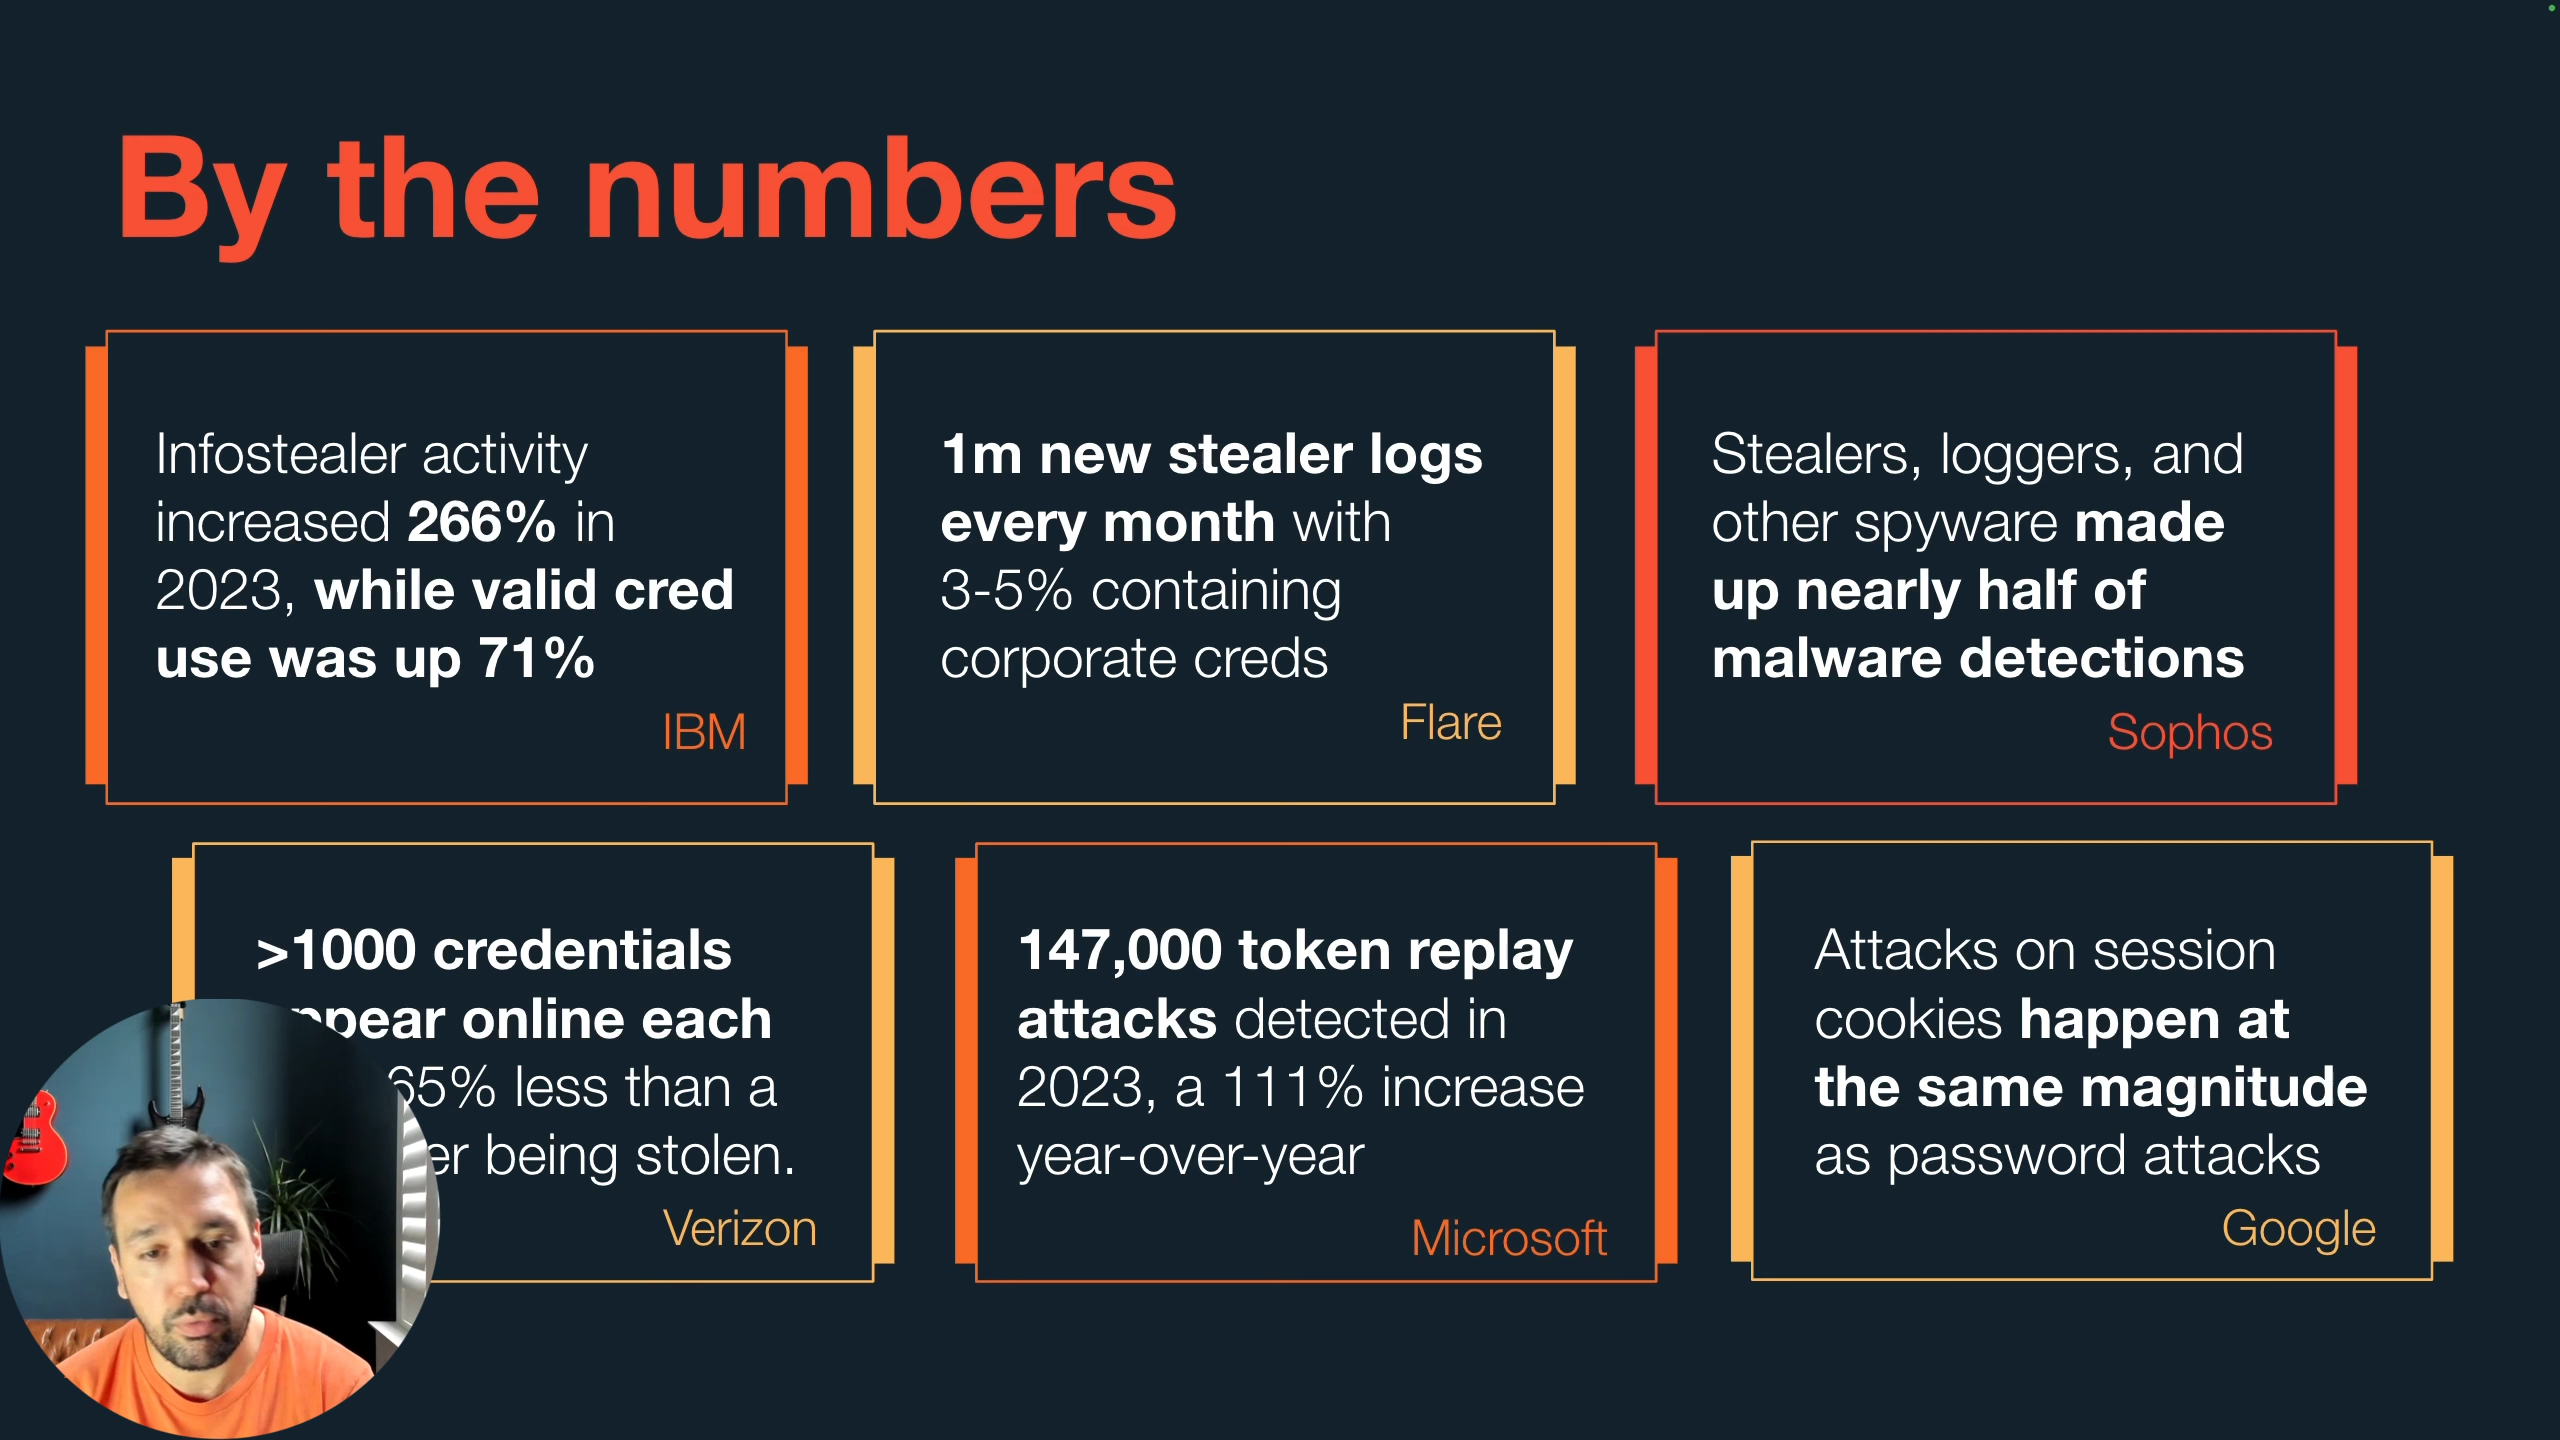 By the numbers
Infostealer activity
increased 266% in
2023, while valid cred
use was up 71%
IBM
1m new stealer logs
every month with
3-5% containing
corporate creds
Flare
Stealers, loggers, and
other spyware made
up nearly half of
malware detections
Sophos
>1000 credentials
online each
65% less than a
being stolen.
Verizon
147,000 token replay
attacks detected in
2023, a 111% increase
year-over-year
Microsoft
Attacks on session
cookies happen at
the same magnitude
as password attacks
Google